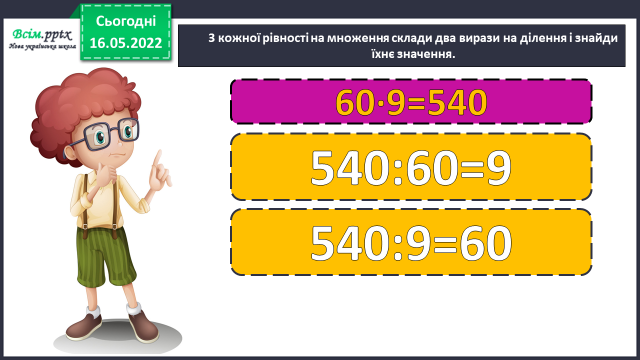 Всім.pptx
Нова українська школа
Сьогодні
16.05.2022
З кожної рівності на множення склади два вирази на ділення і знайди
їхнє значення.
60·9=540
540:60=9
540:9=60